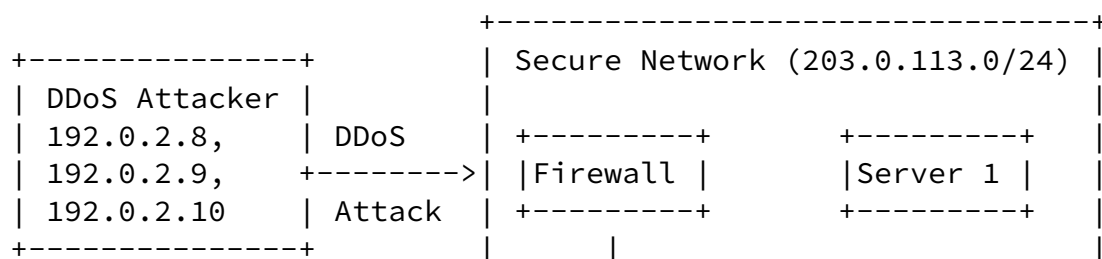 +---------------------------------+
+---------------+             | Secure Network (203.0.113.0/24) |
| DDoS Attacker |             |                                 |
| 192.0.2.8,    | DDoS        | +---------+       +---------+   |
| 192.0.2.9,    +-------->| |Firewall |       |Server 1 |   |
| 192.0.2.10    | Attack  | +---------+       +---------+   |
+---------------+         |      |                          |